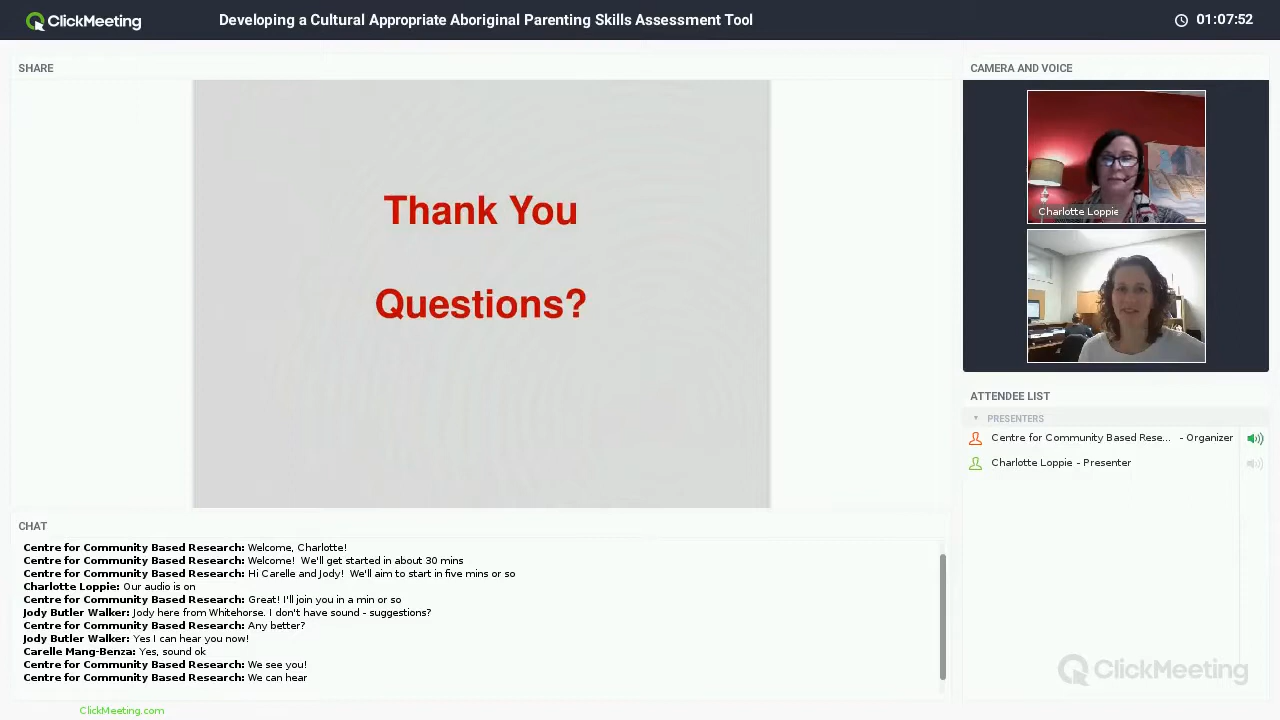 ClickMeeting
Developing a Cultural Appropriate Aboriginal Parenting Skills Assessment Tool
01:07:52
SHARE
Thank You
Questions?
CAMERA AND VOICE
Charlotte Loppie
ATTENDEE LIST
PRESENTERS
Centre for Community Based Rese... - Organizer
Charlotte Loppie - Presenter
CHAT
Centre for Community Based Research: Welcome, Charlotte!
Centre for Community Based Research: Welcome! We'll get started in about 30 mins
Centre for Community Based Research: Hi Carelle and Jody! We'll aim to start in five mins or so
Charlotte Loppie: Our audio is on
Centre for Community Based Research: Great! I'll join you in a min or so
Jody Butler Walker: Jody here from Whitehorse. I don't have sound - suggestions?
Centre for Community Based Research: Any better?
Jody Butler Walker: Yes I can hear you now!
Carelle Mang-Benza: Yes, sound ok
Centre for Community Based Research: We see you!
Centre for Community Based Research: We can hear
ClickMeeting
ClickMeeting.com